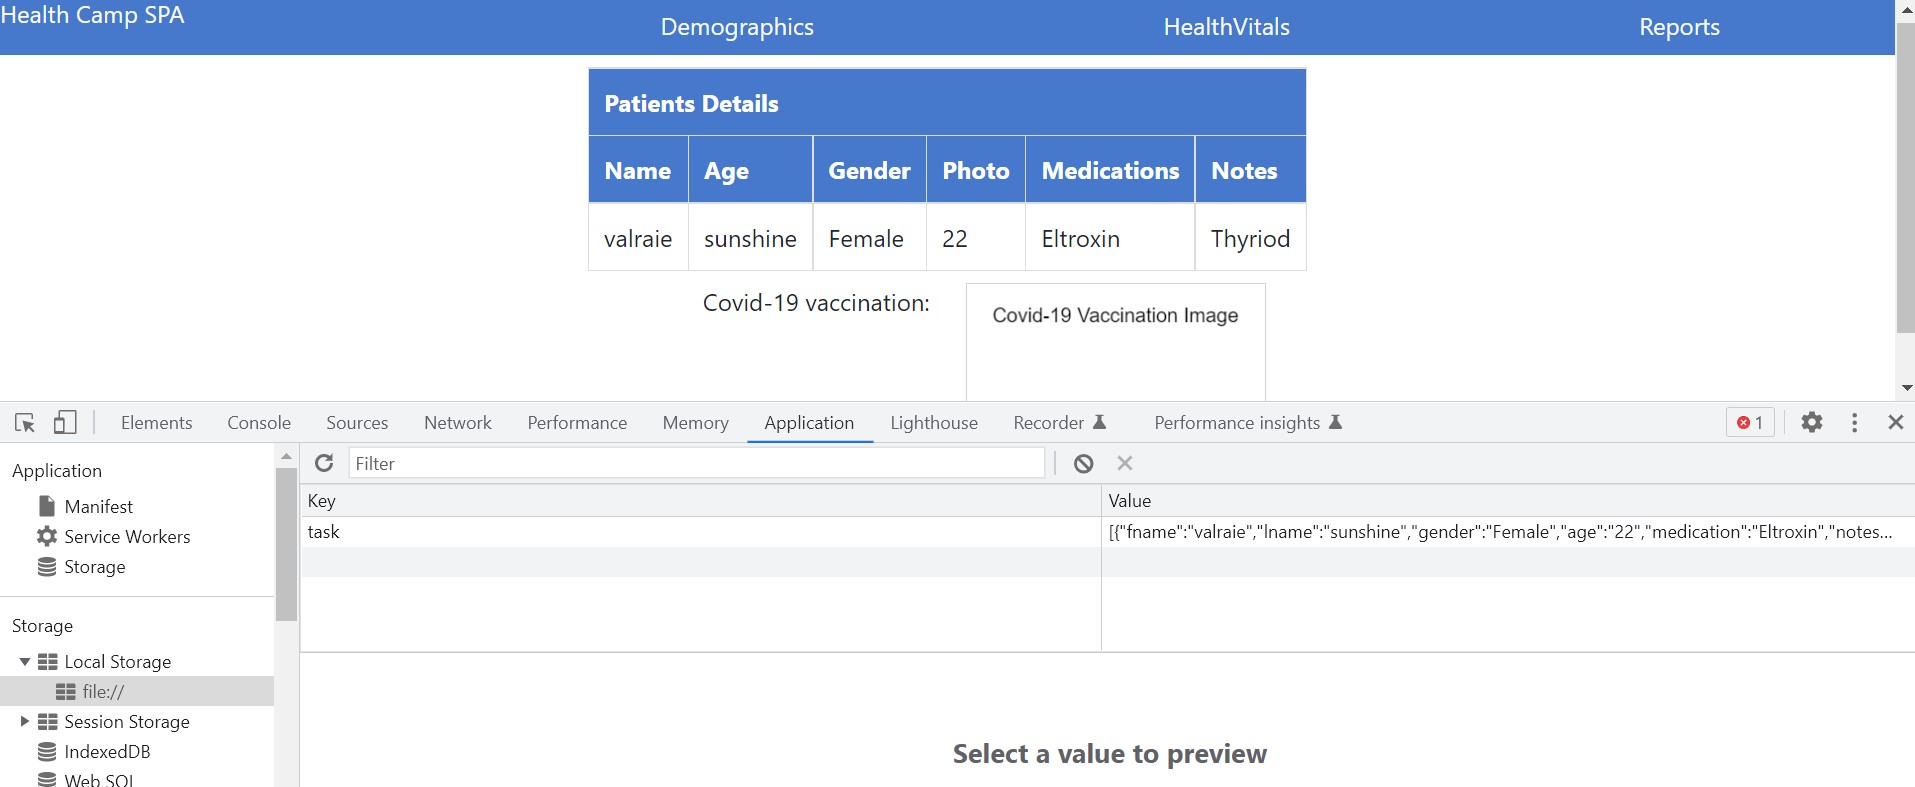 Health Camp SPA
Demographics HealthVitals Reports
Patients Details
Name Age Gender Photo Medications Notes
valraie sunshine Female 22 Eltroxin Thyriod
Covid-19 vaccination: Covid-19 Vaccination Image
Elements Console Sources Network Performance Memory Application Lighthouse Recorder Performance insights 1
Application
Filter
Manifest
Key Value
Service Workers
task [{"fname":"valraie","lname":"sunshine","gender":"Female","age":"22","medication":"Eltroxin","notes...
Storage
Storage
Local Storage
file://
Session Storage
IndexedDB
Select a value to preview
Web SQL